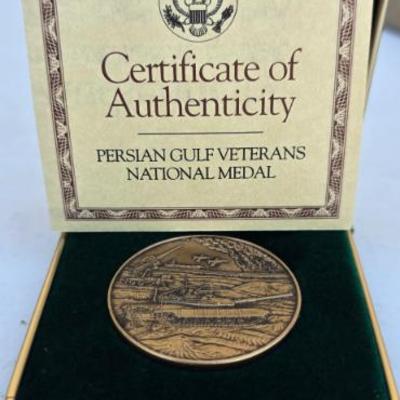 Certificate of
Authenticity
PERSIAN GULF VETERANS
NATIONAL MEDAL